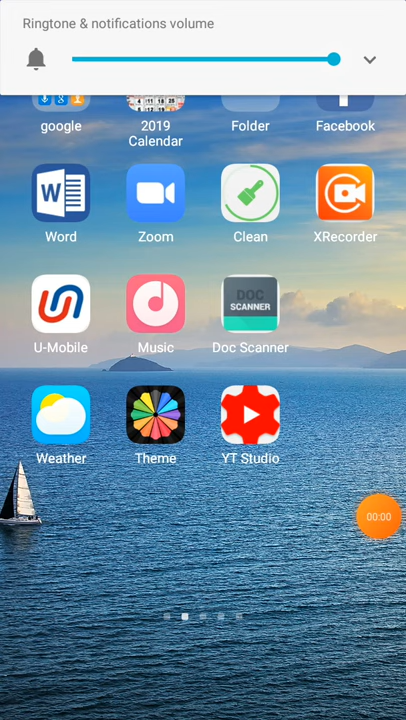 Ringtone & notifications volume
google
2019
Calendar
Folder
Facebook
Word
Zoom
Clean
XRecorder
DOC
SCANNER
U-Mobile
Music
Doc Scanner
Weather
Theme
YT Studio
00:00